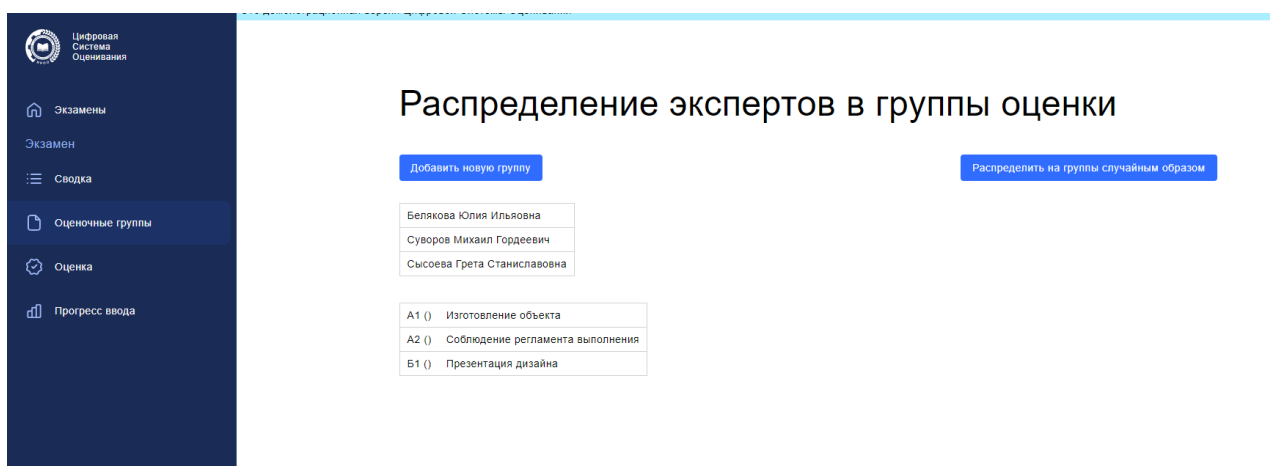 Цифровая
Система
Оценивания
Экзамены
Экзамен
Сводка
Оценочные группы
Оценка
Прогресс ввода
Распределение экспертов в группы оценки
Добавить новую группу
Распределить на группы случайным образом
Белякова Юлия Ильяовна
Суворов Михаил Гордеевич
Сысоева Грета Станиславовна
А1 () Изготовление объекта
А2 () Соблюдение регламента выполнения
Б1 () Презентация дизайна